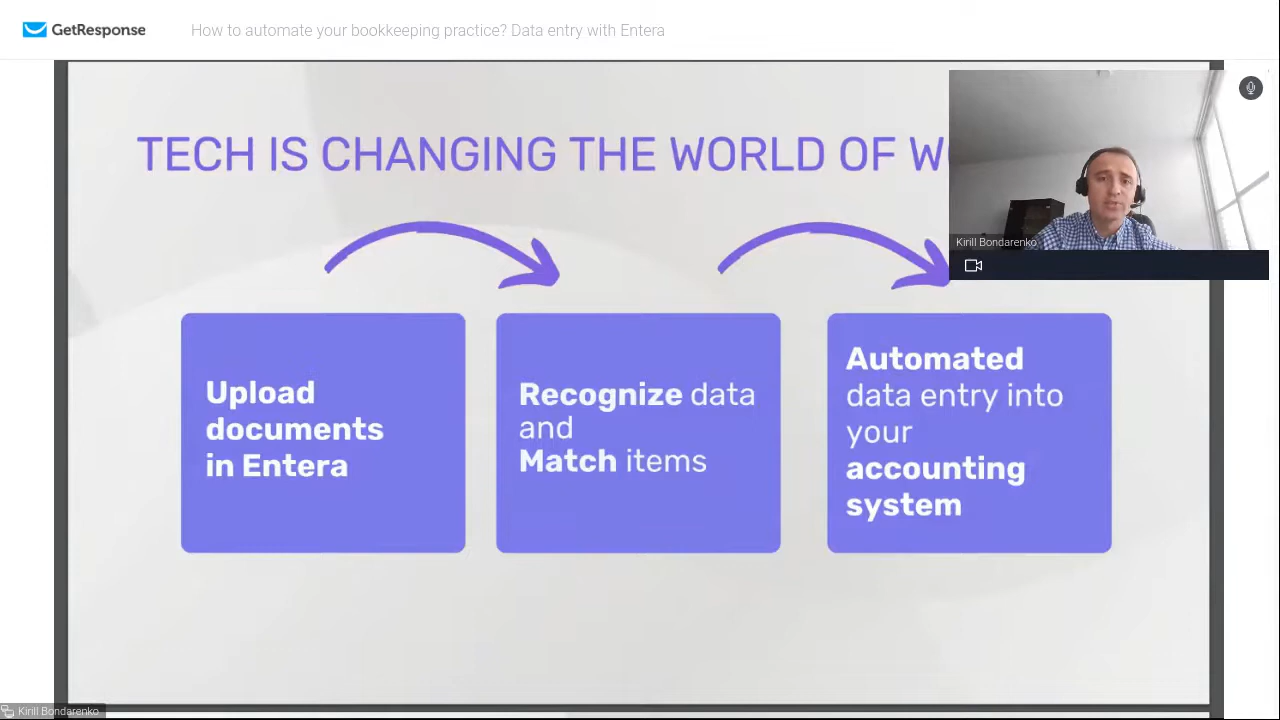 GetResponse
How to automate your bookkeeping practice? Data entry with Entera
TECH IS CHANGING THE WORLD OF
Kirill Bondarenko
Upload
documents
in Entera
Recognize data
and
Match items
Automated
data entry into
your
accounting
system
Kirill Bondarenko